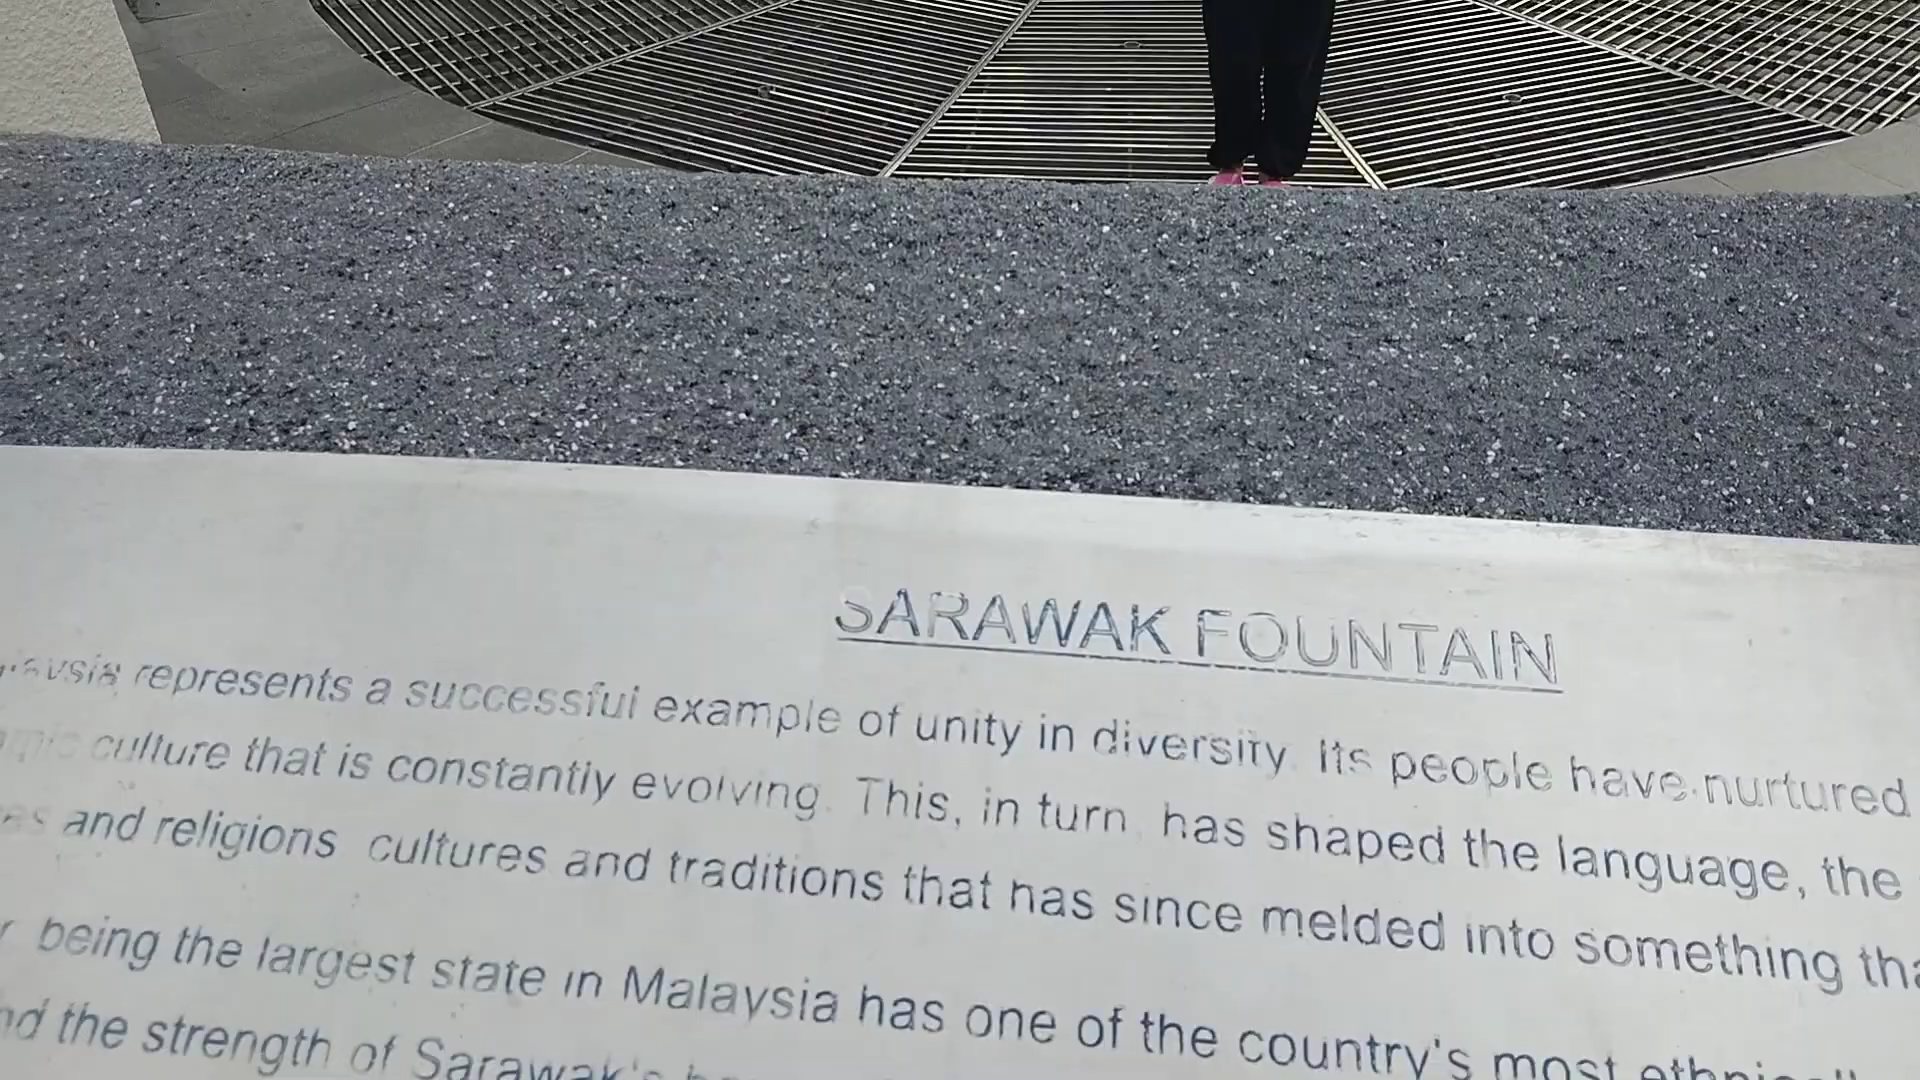 SARAWAK FOUNTAIN
represents a successful example of unity in diversity. Its people have nurtured
culture that is constantly evolving. This, in turn has shaped the language, the
and religions cultures and traditions that has since melded into something
being the largest state in Malaysia has one of the country's most
the strength of Sarawak's